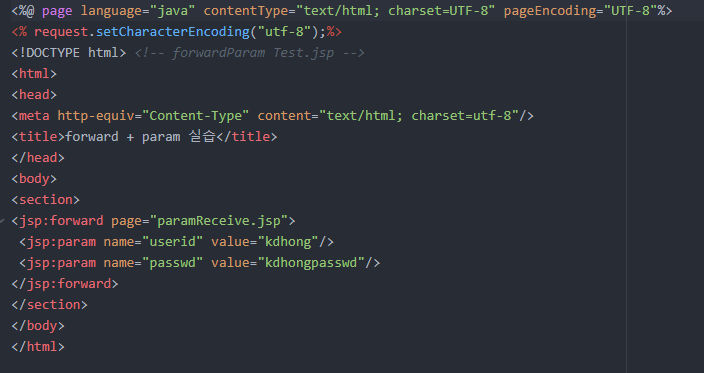 <%@ page language="java" contentType="text/html; charset=UTF-8" pageEncoding="UTF-8"%>
<% request.setCharacterEncoding("utf-8");%>
<!DOCTYPE html> <!-- forwardParam Test.jsp -->
<html>
<head>
<meta http-equiv="Content-Type" content="text/html; charset=utf-8"/>
<title>forward + param 실습</title>
</head>
<body>
<section>
<jsp:forward page="paramReceive.jsp">
<jsp:param name="userid" value="kdhong"/>
<jsp:param name="passwd" value="kdhongpasswd"/>
</jsp:forward>
</section>
</body>
</html>